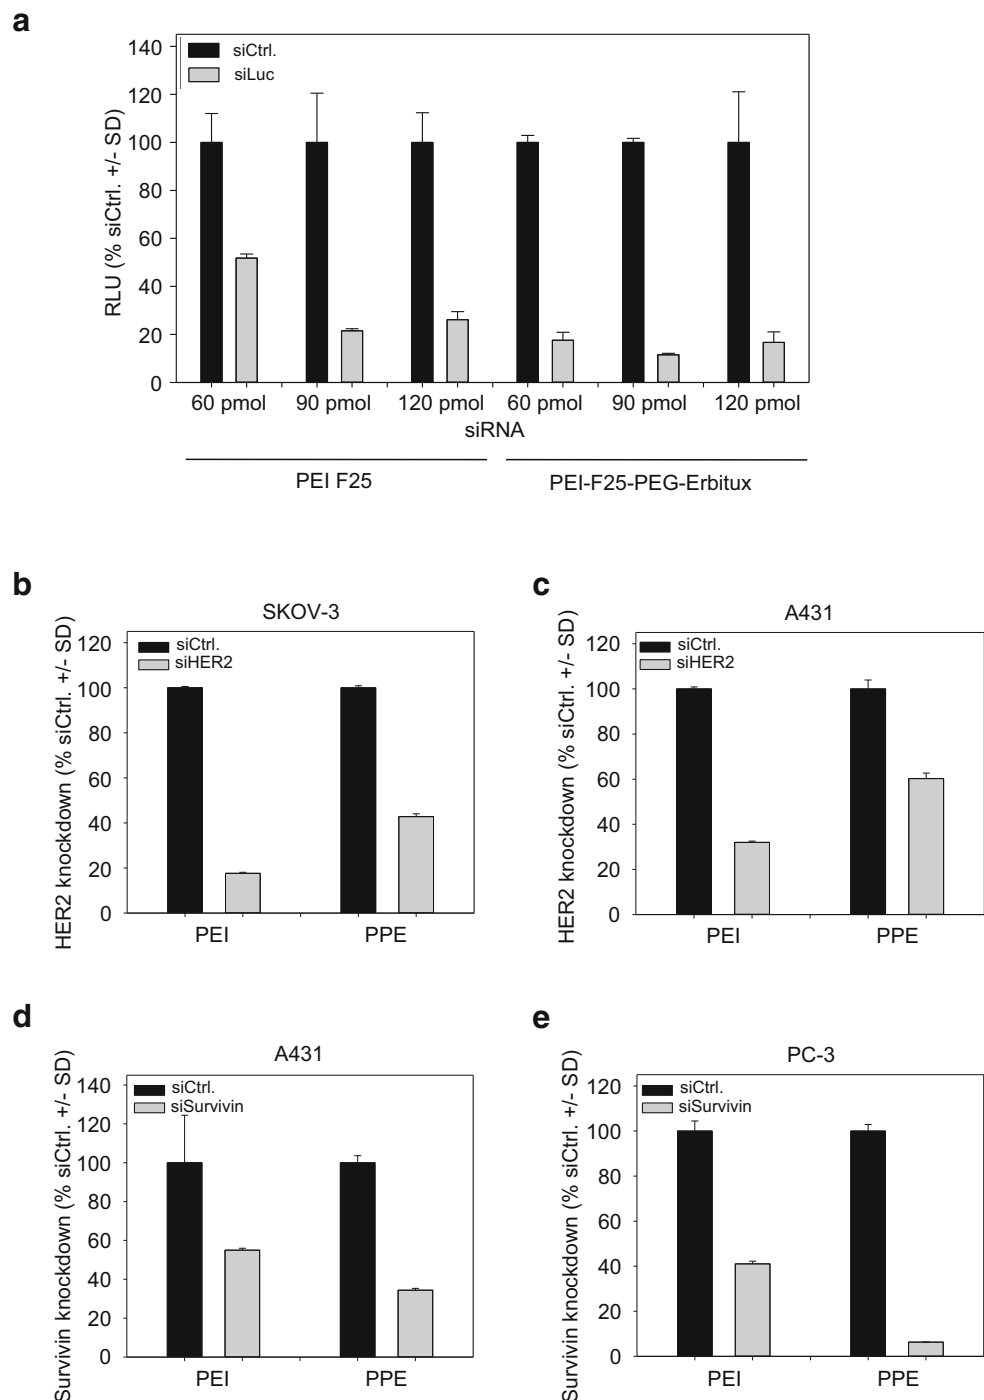 a
RLU (% siCtrl. +/- SD)
140
120
100
80
60
40
20
0
siCtrl.
siLuc
60 pmol 90 pmol 120 pmol 60 pmol 90 pmol 120 pmol
siRNA
PEI F25 PEI-F25-PEG-Erbitux
b
SKOV-3
HER2 knockdown (% siCtrl. +/- SD)
120
100
80
60
40
20
0
siCtrl.
siHER2
PEI PPE
c
A431
HER2 knockdown (% siCtrl. +/- SD)
120
100
80
60
40
20
0
siCtrl.
siHER2
PEI PPE
d
A431
Survivin knockdown (% siCtrl. +/- SD)
140
120
100
80
60
40
20
0
siCtrl.
siSurvivin
PEI PPE
e
PC-3
Survivin knockdown (% siCtrl. +/- SD)
120
100
80
60
40
20
0
siCtrl.
siSurvivin
PEI PPE